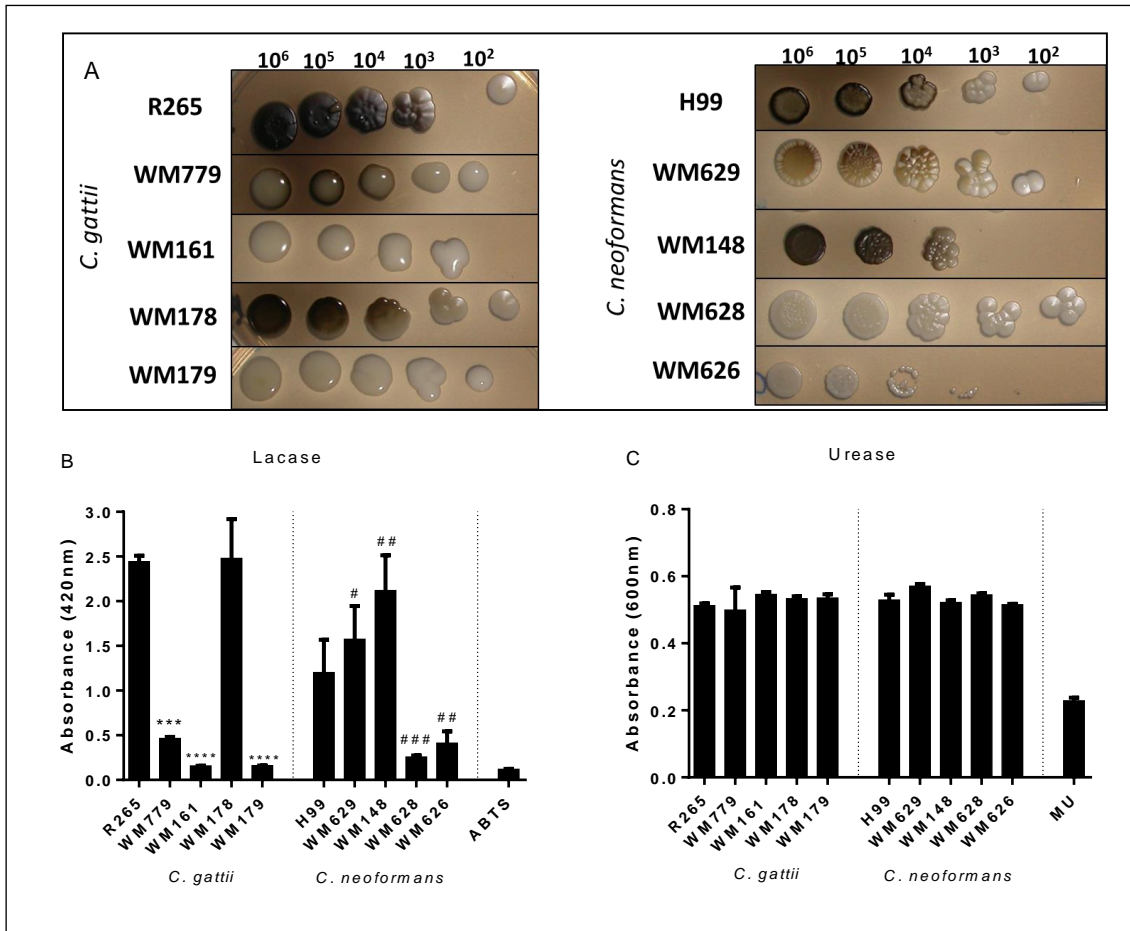 A
10⁶ 10⁵ 10⁴ 10³ 10²
R265
WM779
WM161
WM178
WM179
C. gattii
10⁶ 10⁵ 10⁴ 10³ 10²
H99
WM629
WM148
WM628
WM626
C. neoformans
B
Lacase
Absorbance (420nm)
3.0
2.5
2.0
1.5
1.0
0.5
0.0
***
****
****
#
##
###
##
R265 WM779 WM161 WM178 WM179 H99 WM629 WM148 WM628 WM626 ABTS
C. gattii C. neoformans
C
Urease
Absorbance (600nm)
0.8
0.6
0.4
0.2
0.0
R265 WM779 WM161 WM178 WM179 H99 WM629 WM148 WM628 WM626 MU
C. gattii C. neoformans